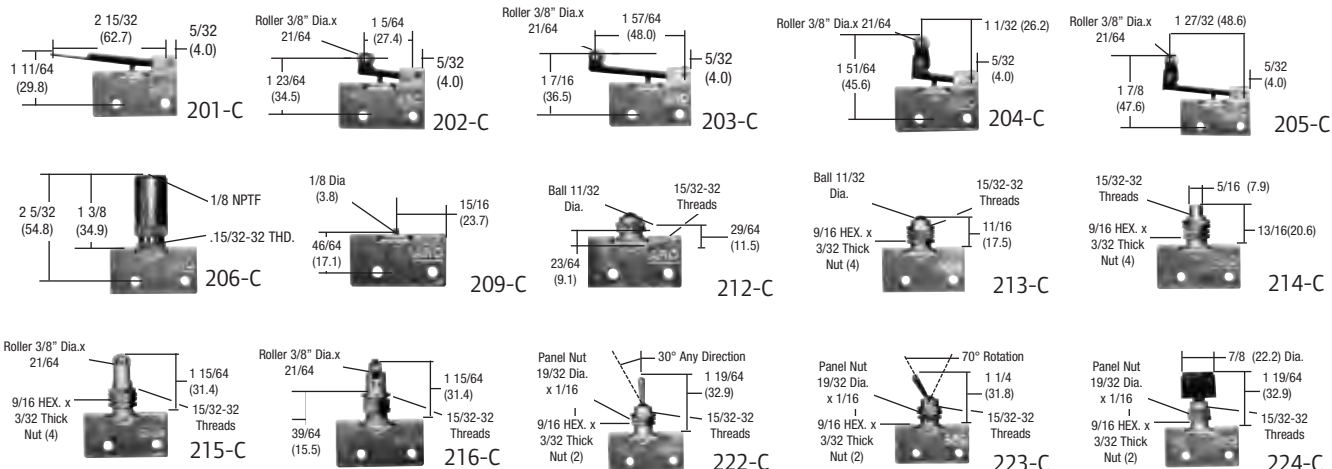 2 15/32
(62.7)
5/32
(4.0)
1 11/64
(29.8)
201-C
Roller 3/8" Dia.x
21/64
1 5/64
(27.4)
5/32
(4.0)
1 23/64
(34.5)
202-C
Roller 3/8" Dia.x
21/64
1 57/64
(48.0)
5/32
(4.0)
1 7/16
(36.5)
203-C
Roller 3/8" Dia.x 21/64
1 1/32 (26.2)
5/32
(4.0)
1 51/64
(45.6)
204-C
Roller 3/8" Dia.x
21/64
1 27/32 (48.6)
5/32
(4.0)
1 7/8
(47.6)
205-C
2 5/32
(54.8)
1 3/8
(34.9)
1/8 NPTF
.15/32-32 THD.
206-C
1/8 Dia
(3.8)
15/16
(23.7)
46/64
(17.1)
209-C
Ball 11/32
Dia.
15/32-32
Threads
29/64
(11.5)
23/64
(9.1)
ARO
212-C
Ball 11/32
Dia.
15/32-32
Threads
9/16 HEX. x
3/32 Thick
Nut (4)
11/16
(17.5)
213-C
15/32-32
Threads
5/16 (7.9)
9/16 HEX. x
3/32 Thick
Nut (4)
13/16(20.6)
214-C
Roller 3/8" Dia.x
21/64
1 15/64
(31.4)
9/16 HEX. x
3/32 Thick
Nut (4)
15/32-32
Threads
215-C
Roller 3/8" Dia.x
21/64
1 15/64
(31.4)
39/64
(15.5)
15/32-32
Threads
216-C
Panel Nut
19/32 Dia.
x 1/16
30° Any Direction
1 19/64
(32.9)
9/16 HEX. x
3/32 Thick
Nut (2)
15/32-32
Threads
222-C
Panel Nut
19/32 Dia.
x 1/16
70° Rotation
1 1/4
(31.8)
9/16 HEX. x
3/32 Thick
Nut (2)
15/32-32
Threads
223-C
Panel Nut
19/32 Dia.
x 1/16
7/8 (22.2) Dia.
1 19/64
(32.9)
9/16 HEX. x
3/32 Thick
Nut (2)
15/32-32
Threads
224-C